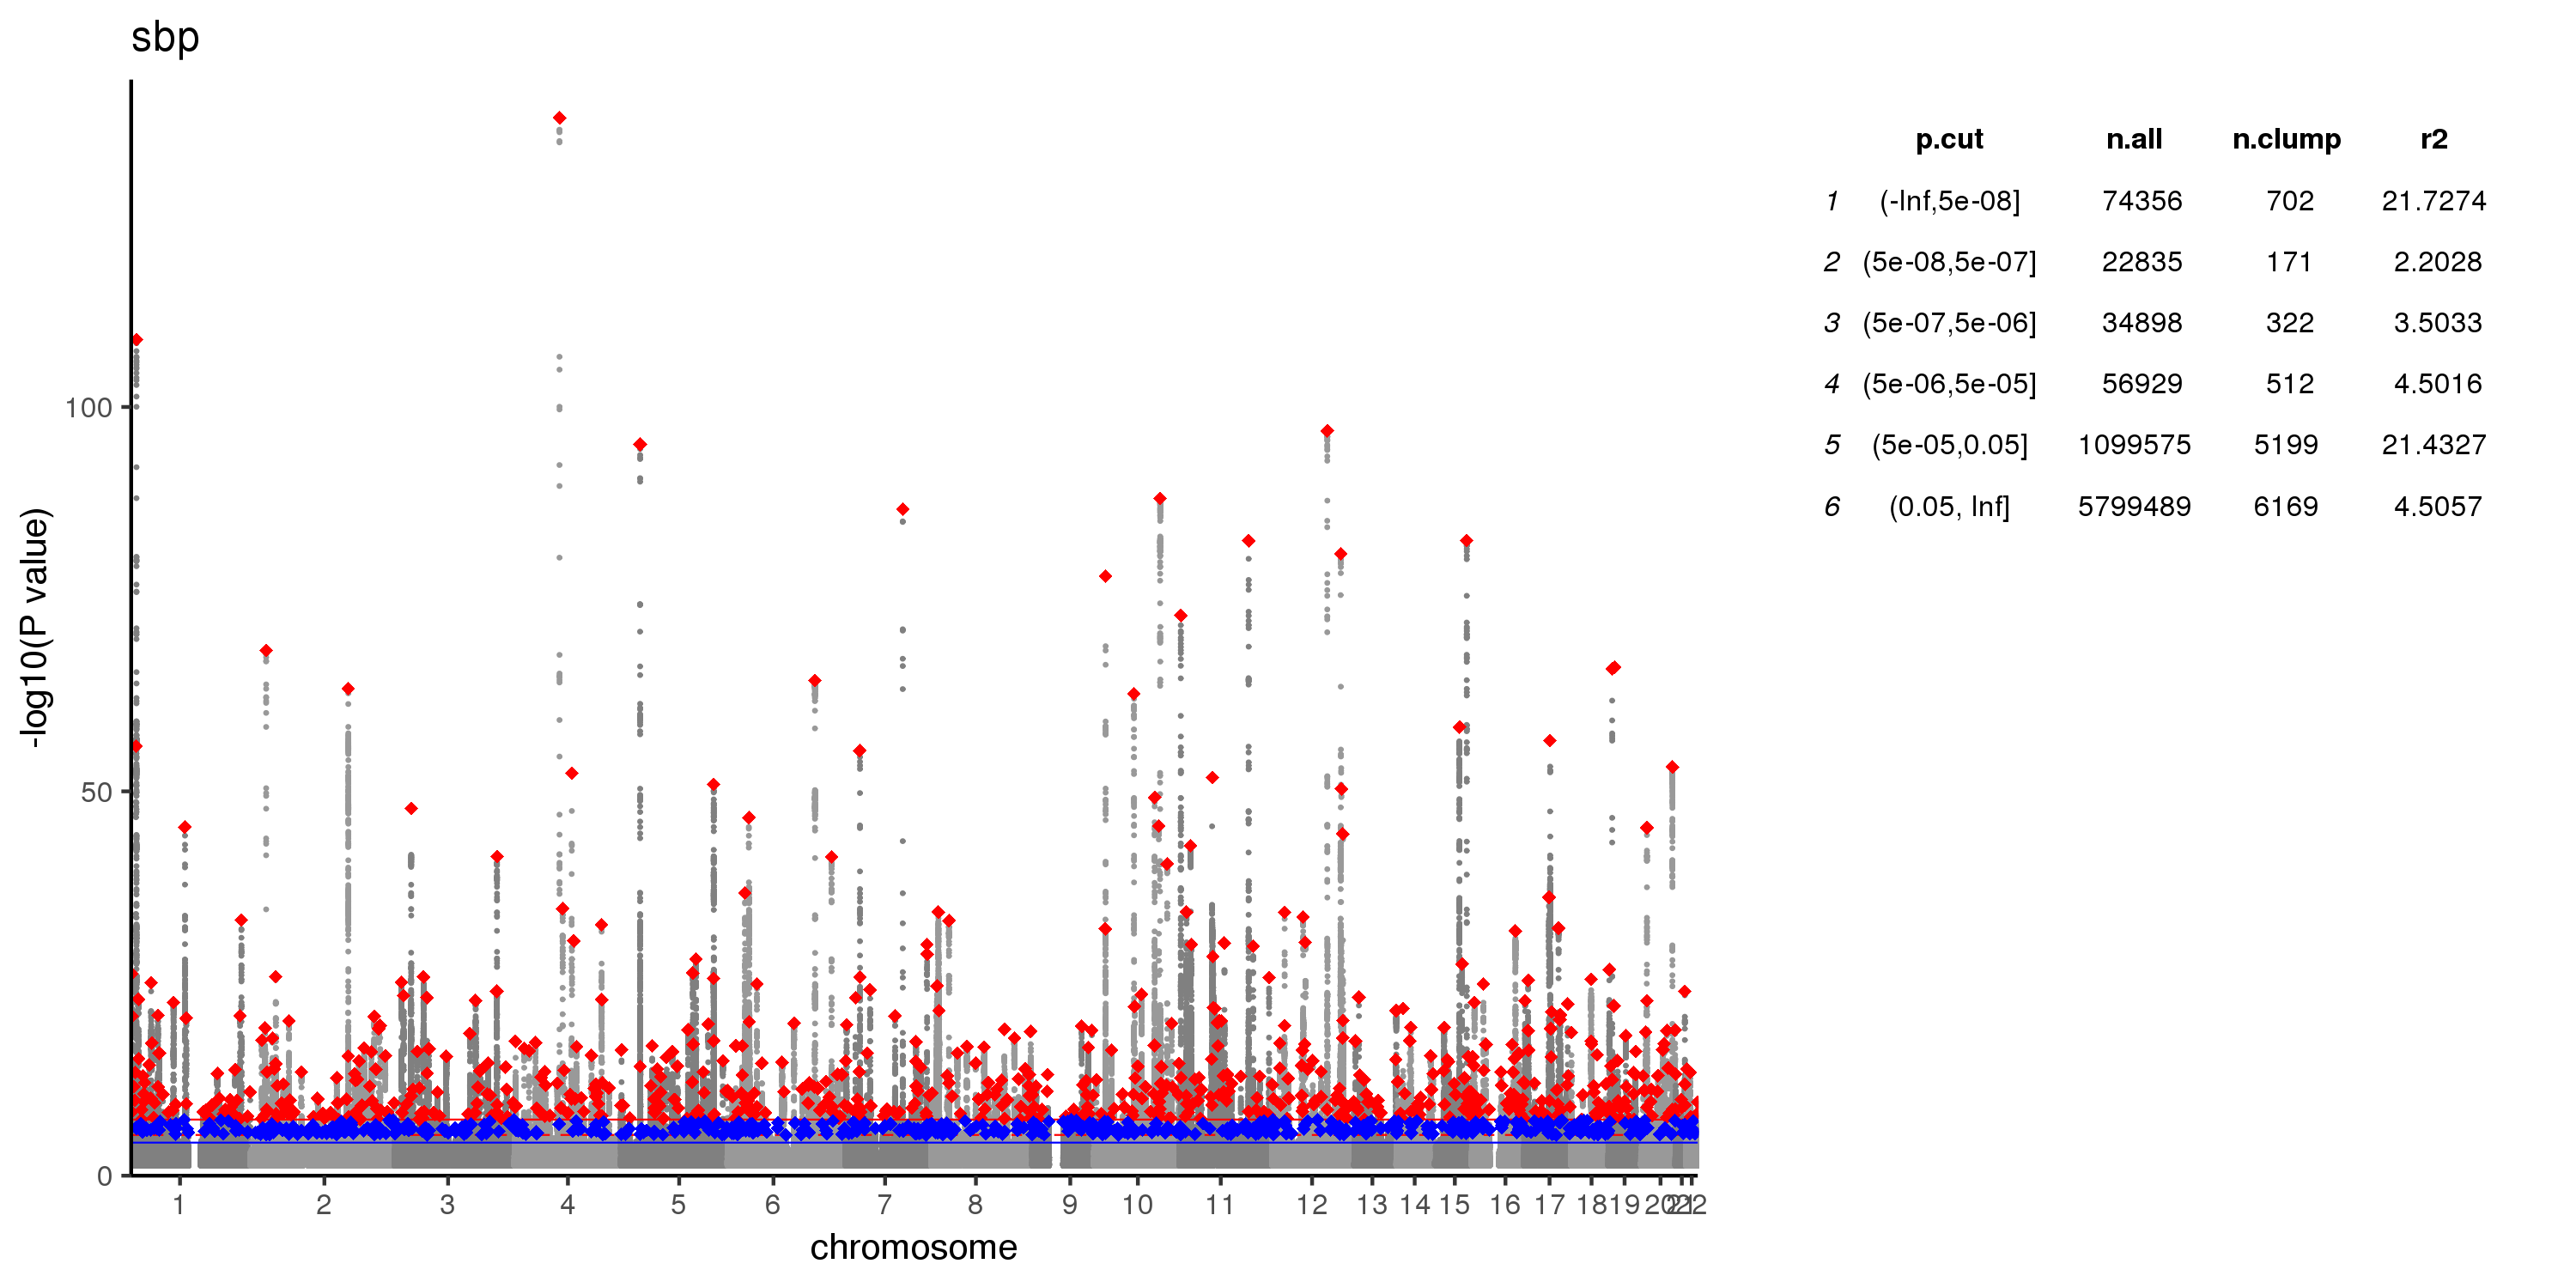 sbp
-log10(P value)
100
50
0
1 2 3 4 5 6 7 8 9 10 11 12 13 14 15 16 17 18 19 20 21 22
chromosome
p.cut n.all n.clump r2
1 (-Inf,5e-08] 74356 702 21.7274
2 (5e-08,5e-07] 22835 171 2.2028
3 (5e-07,5e-06] 34898 322 3.5033
4 (5e-06,5e-05] 56929 512 4.5016
5 (5e-05,0.05] 1099575 5199 21.4327
6 (0.05, Inf] 5799489 6169 4.5057